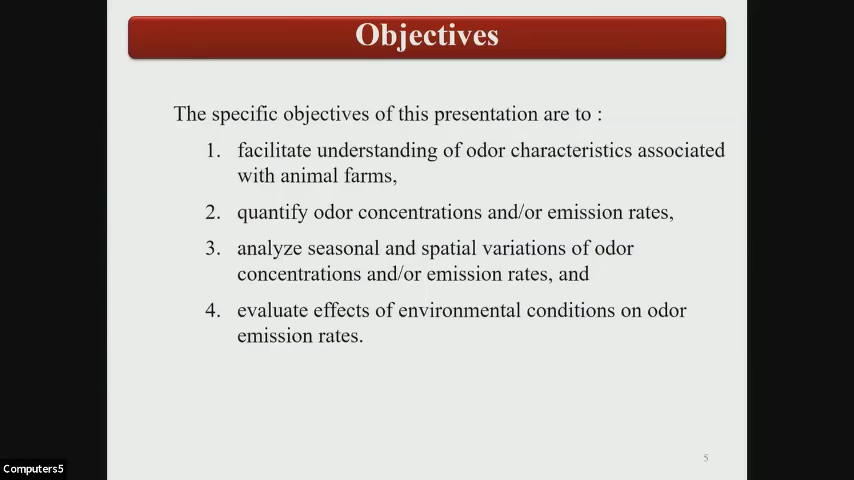 Objectives
The specific objectives of this presentation are to :
1. facilitate understanding of odor characteristics associated
with animal farms,
2. quantify odor concentrations and/or emission rates,
3. analyze seasonal and spatial variations of odor
concentrations and/or emission rates, and
4. evaluate effects of environmental conditions on odor
emission rates.
5
Computers5